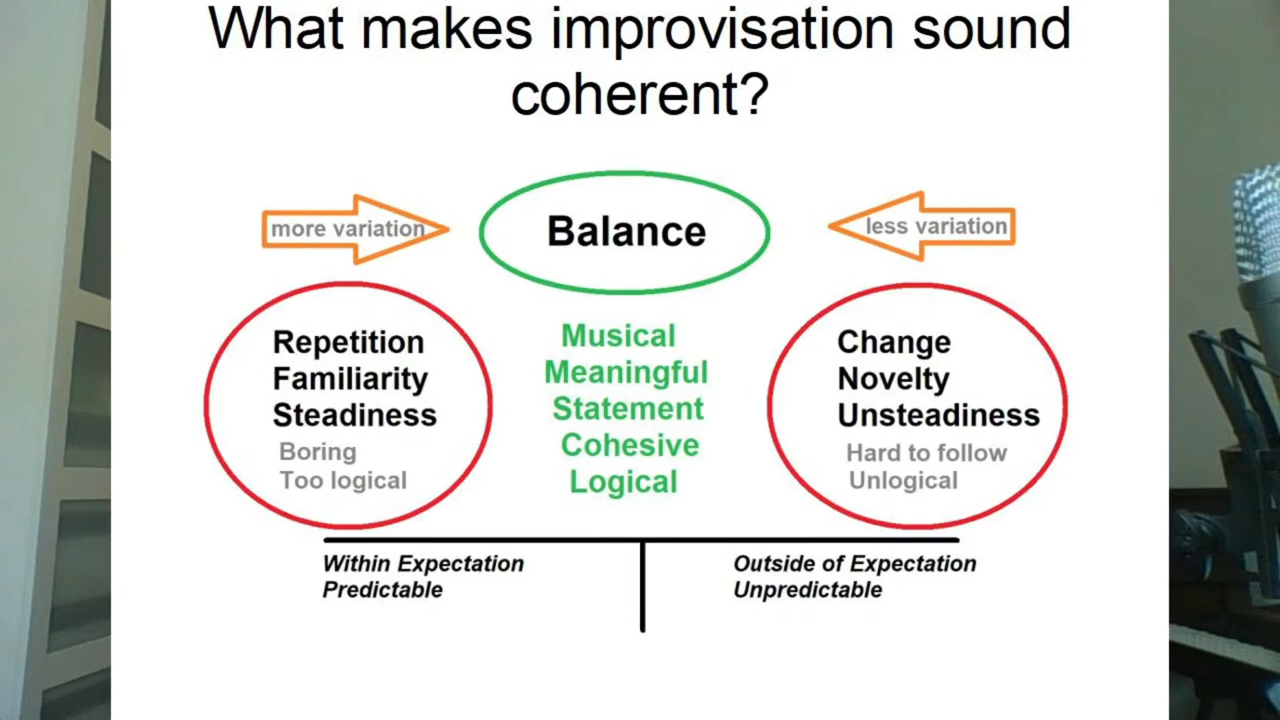 What makes improvisation sound
coherent?
more variation
Balance
less variation
Repetition
Familiarity
Steadiness
Boring
Too logical
Musical
Meaningful
Statement
Cohesive
Logical
Change
Novelty
Unsteadiness
Hard to follow
Unlogical
Within Expectation
Predictable
Outside of Expectation
Unpredictable